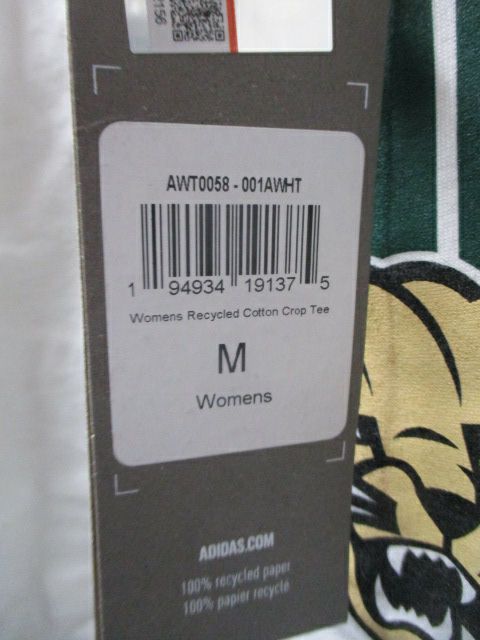 AWT0058 - 001AWHT
1 94934 19137 5
Womens Recycled Cotton Crop Tee
M
Womens
ADIDAS.COM
100% recycled paper
100% papier recyclé